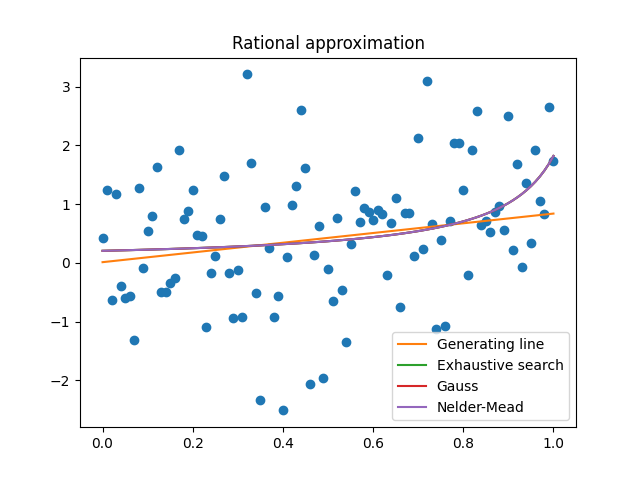 Rational approximation
3
2
1
0
−1
−2
Generating line
Exhaustive search
Gauss
Nelder-Mead
0.0 0.2 0.4 0.6 0.8 1.0